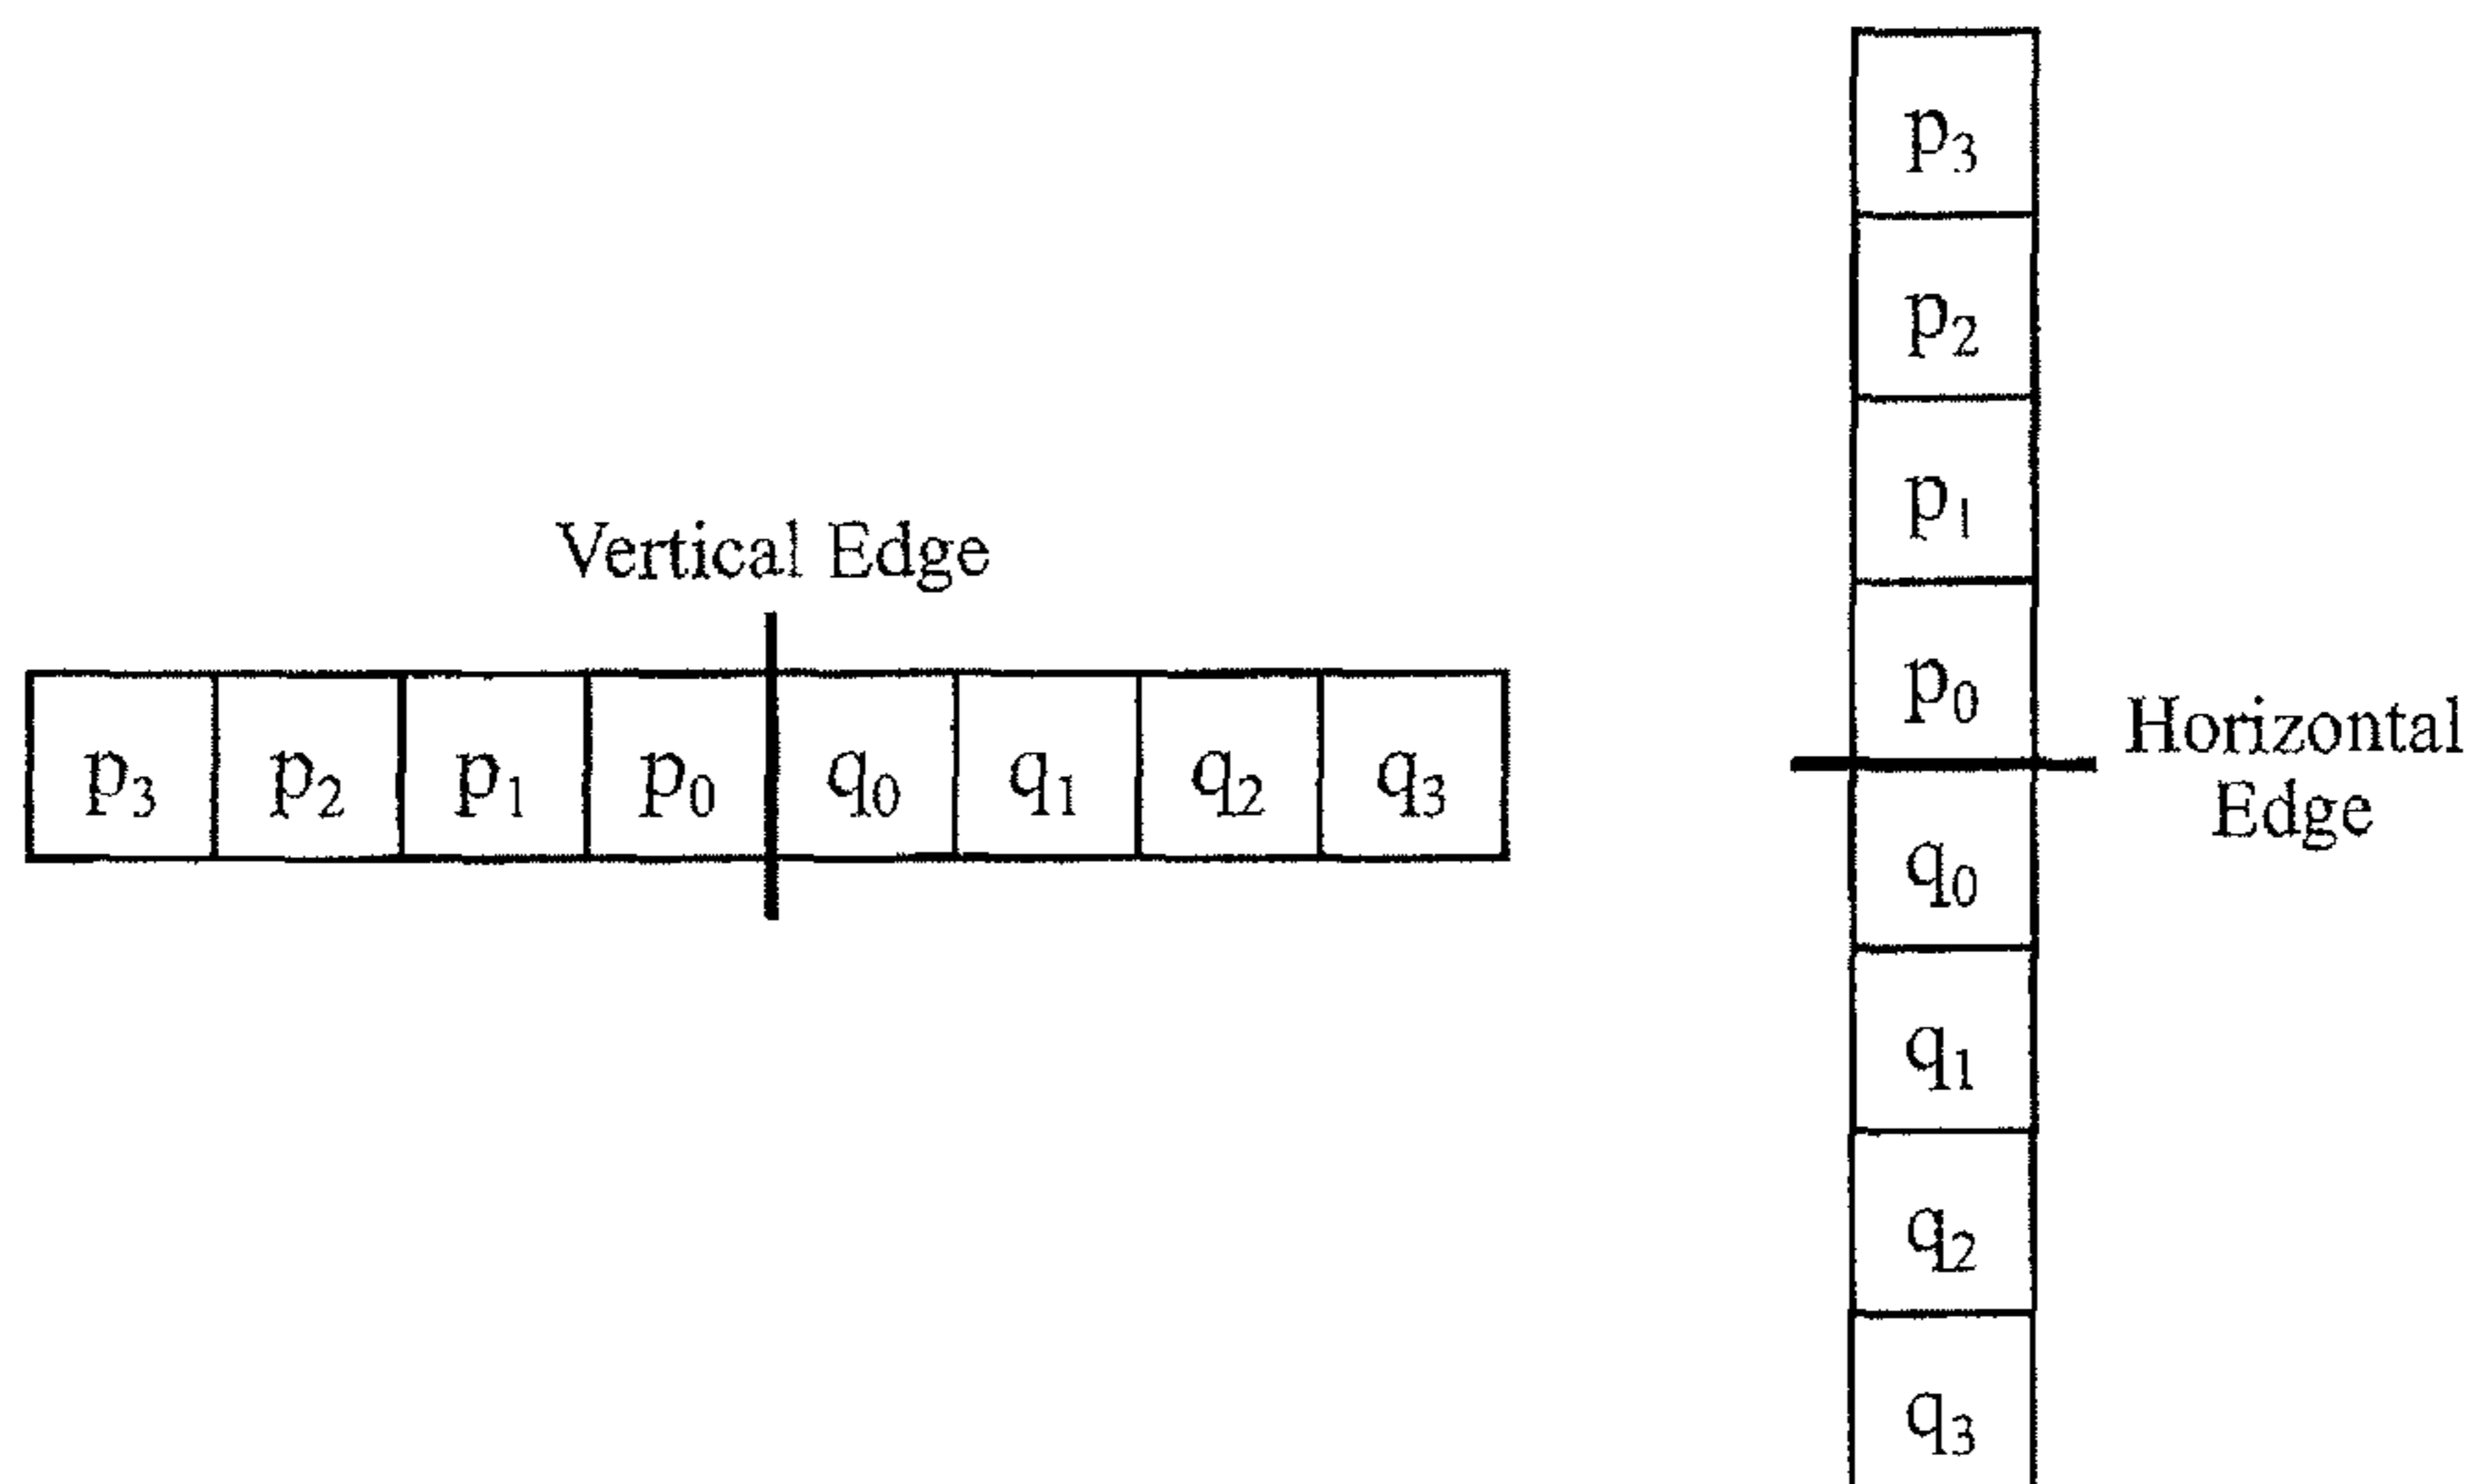 Vertical Edge
p3 p2 p1 p0 q0 q1 q2 q3
p3
p2
p1
p0
Horizontal
Edge
q0
q1
q2
q3